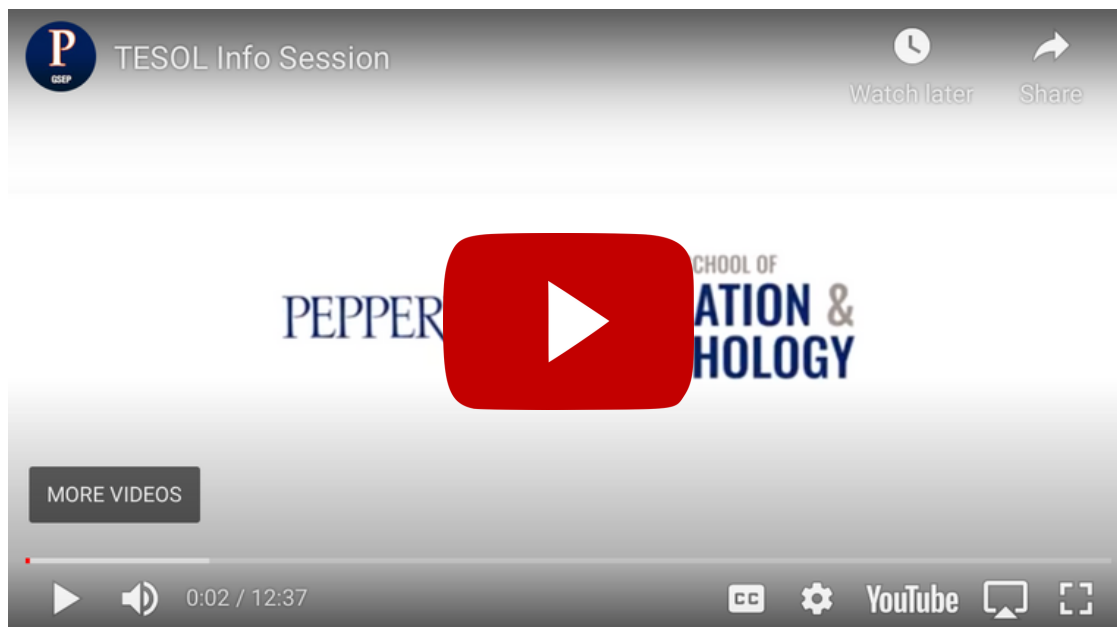 P
GSEP
TESOL Info Session
Watch later
Share
PEPPER
CHOOL OF
ATION &
HOLOGY
MORE VIDEOS
0:02 / 12:37
CC
YouTube